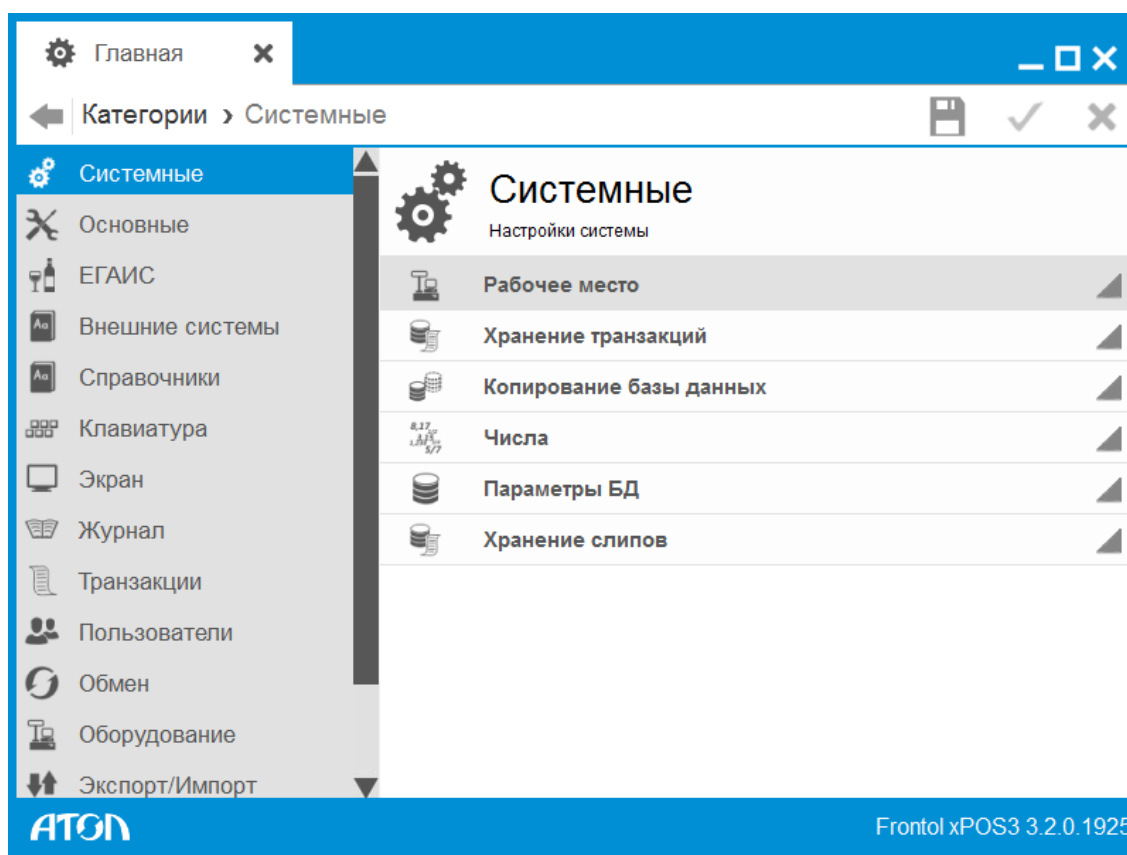 Главная
Категории › Системные
Системные
Основные
ЕГАИС
Внешние системы
Справочники
Клавиатура
Экран
Журнал
Транзакции
Пользователи
Обмен
Оборудование
Экспорт/Импорт
Системные
Настройки системы
Рабочее место
Хранение транзакций
Копирование базы данных
Числа
Параметры БД
Хранение слипов
ATOL
Frontol xPOS3 3.2.0.1925